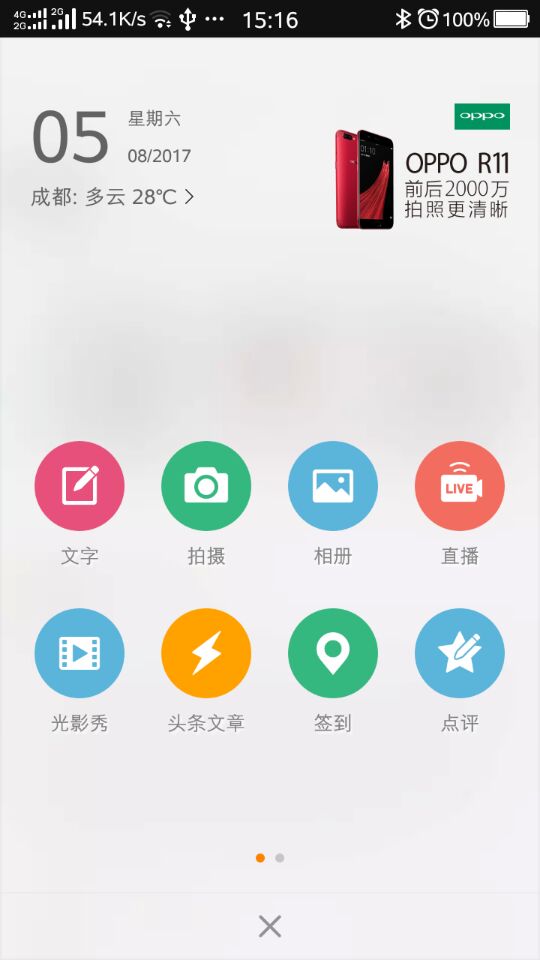 4G 2G 2G 54.1K/s 15:16 100%
05
星期六
08/2017
成都: 多云 28℃
oppo
OPPO R11
前后2000万
拍照更清晰
文字 拍摄 相册 直播
LIVE
光影秀 头条文章 签到 点评